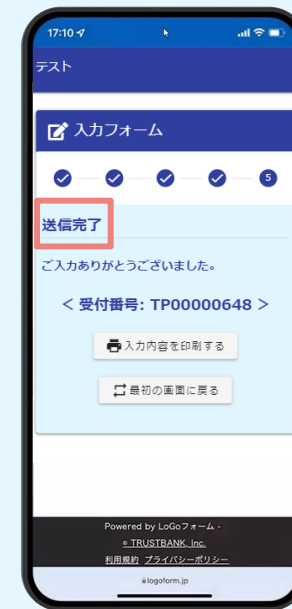 17:10
テスト
入力フォーム
5
送信完了
ご入力ありがとうございました。
< 受付番号: TP00000648 >
入力内容を印刷する
最初の画面に戻る
Powered by LoGoフォーム -
© TRUSTBANK, Inc.
利用規約 プライバシーポリシー
logoform.jp